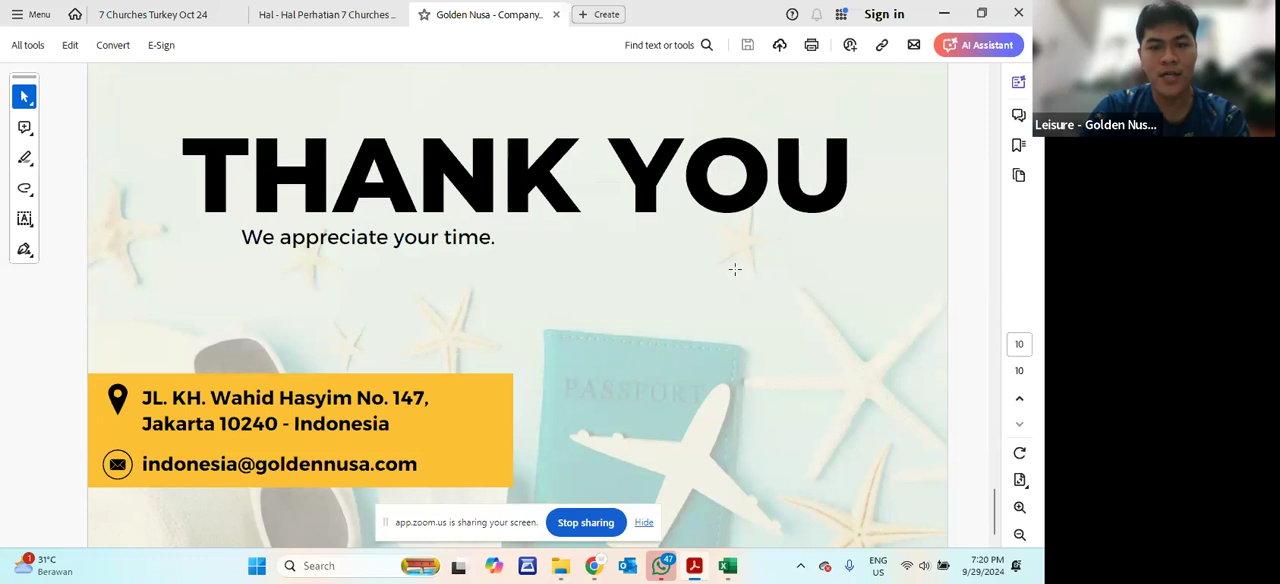 Menu
7 Churches Turkey Oct 24
Hal - Hal Perhatian 7 Churches ...
Golden Nusa - Company...
Create
Sign in
All tools
Edit
Convert
E-Sign
Find text or tools
AI Assistant
Leisure - Golden Nus...
THANK YOU
We appreciate your time.
PASSPORT
JL. KH. Wahid Hasyim No. 147,
Jakarta 10240 - Indonesia
indonesia@goldennusa.com
10
10
app.zoom.us is sharing your screen.
Stop sharing
Hide
1
31°C
Berawan
Search
47
ENG
US
7:20 PM
9/29/2024